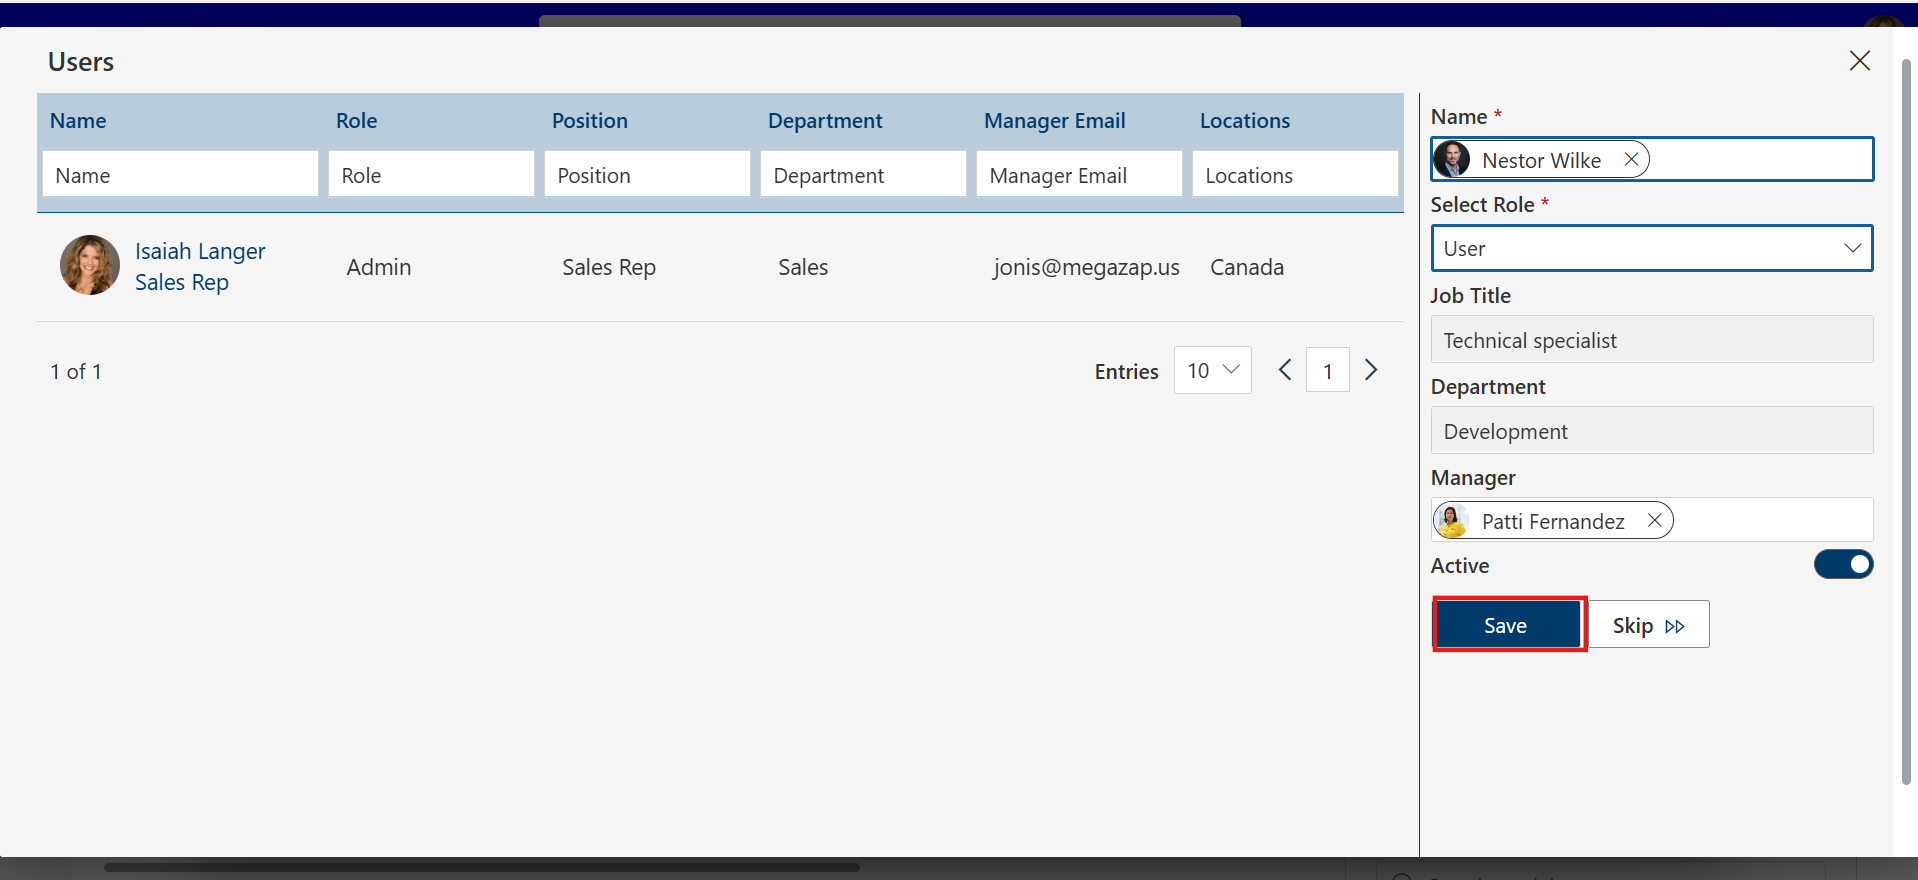 Users
Name Role Position Department Manager Email Locations
Name Role Position Department Manager Email Locations
Isaiah Langer
Sales Rep
Admin Sales Rep Sales jonis@megazap.us Canada
1 of 1
Entries 10 1
Name *
Nestor Wilke
Select Role *
User
Job Title
Technical specialist
Department
Development
Manager
Patti Fernandez
Active
Save Skip